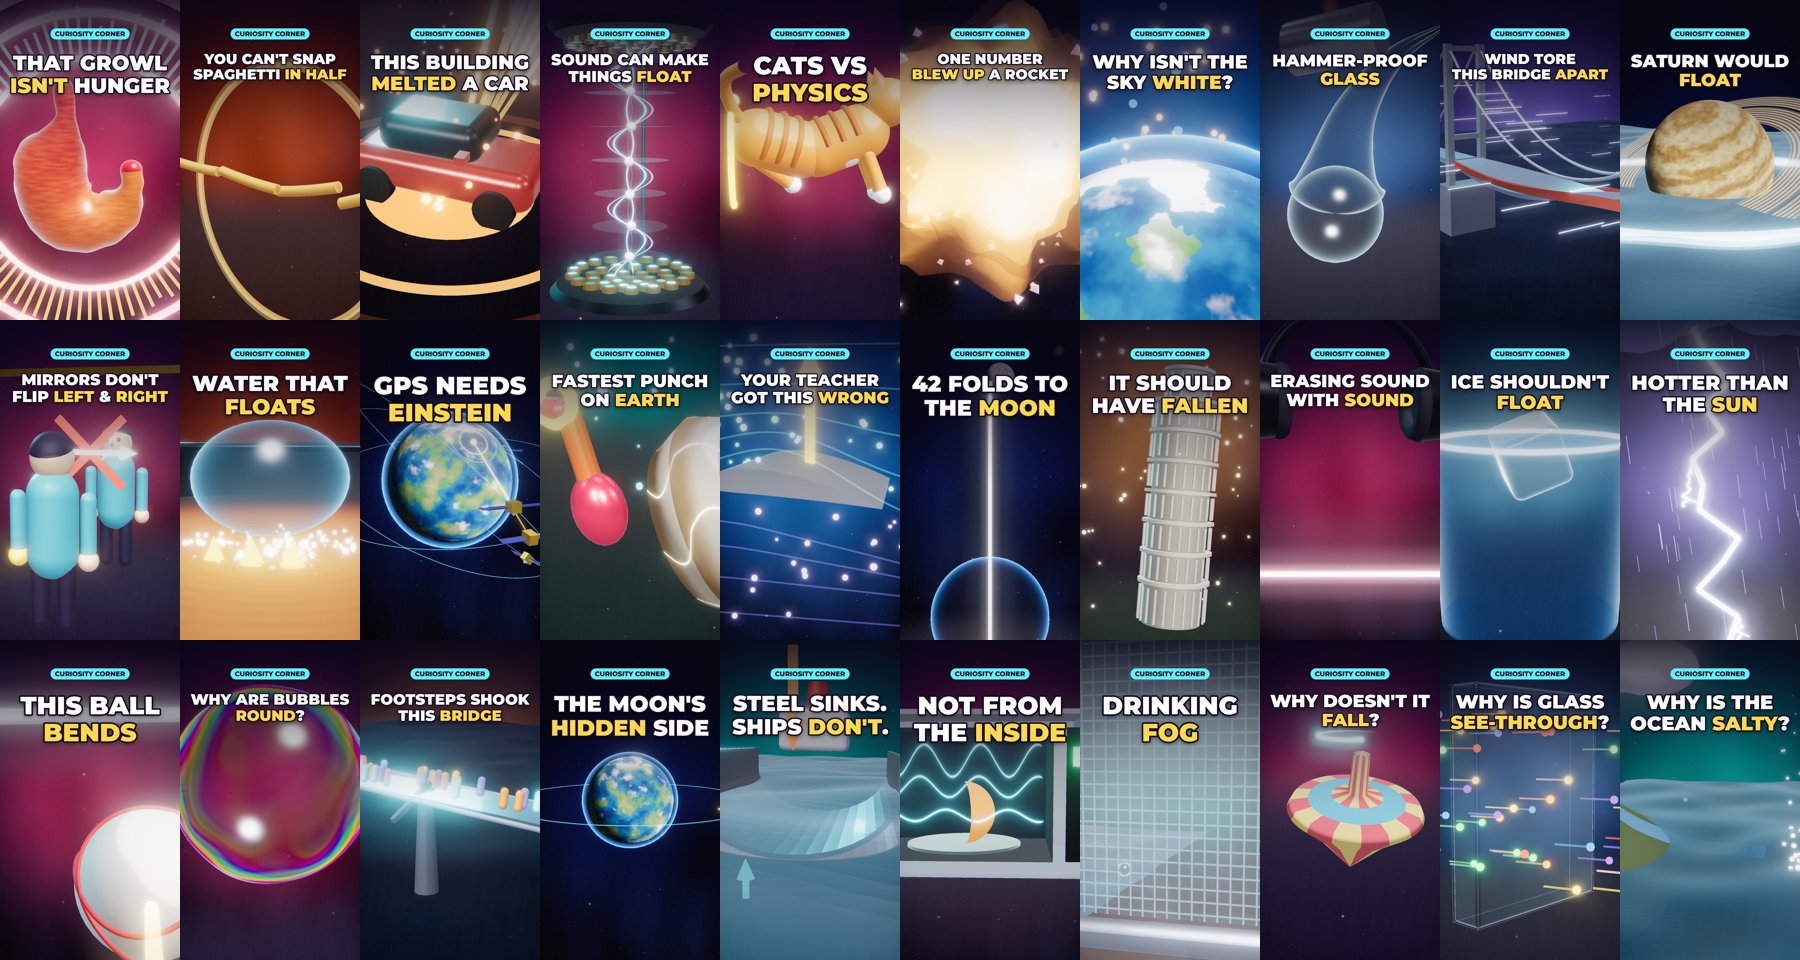 CURIOSITY CORNER
THAT GROWL
ISN'T HUNGER
CURIOSITY CORNER
YOU CAN'T SNAP
SPAGHETTI IN HALF
CURIOSITY CORNER
THIS BUILDING
MELTED A CAR
CURIOSITY CORNER
SOUND CAN MAKE
THINGS FLOAT
CURIOSITY CORNER
CATS VS
PHYSICS
CURIOSITY CORNER
ONE NUMBER
BLEW UP A ROCKET
CURIOSITY CORNER
WHY ISN'T THE
SKY WHITE?
CURIOSITY CORNER
HAMMER-PROOF
GLASS
CURIOSITY CORNER
WIND TORE
THIS BRIDGE APART
CURIOSITY CORNER
SATURN WOULD
FLOAT
CURIOSITY CORNER
MIRRORS DON'T
FLIP LEFT & RIGHT
CURIOSITY CORNER
WATER THAT
FLOATS
CURIOSITY CORNER
GPS NEEDS
EINSTEIN
CURIOSITY CORNER
FASTEST PUNCH
ON EARTH
CURIOSITY CORNER
YOUR TEACHER
GOT THIS WRONG
CURIOSITY CORNER
42 FOLDS TO
THE MOON
CURIOSITY CORNER
IT SHOULD
HAVE FALLEN
CURIOSITY CORNER
ERASING SOUND
WITH SOUND
CURIOSITY CORNER
ICE SHOULDN'T
FLOAT
CURIOSITY CORNER
HOTTER THAN
THE SUN
CURIOSITY CORNER
THIS BALL
BENDS
CURIOSITY CORNER
WHY ARE BUBBLES
ROUND?
CURIOSITY CORNER
FOOTSTEPS SHOOK
THIS BRIDGE
CURIOSITY CORNER
THE MOON'S
HIDDEN SIDE
CURIOSITY CORNER
STEEL SINKS.
SHIPS DON'T.
CURIOSITY CORNER
NOT FROM
THE INSIDE
CURIOSITY CORNER
DRINKING
FOG
CURIOSITY CORNER
WHY DOESN'T IT
FALL?
CURIOSITY CORNER
WHY IS GLASS
SEE-THROUGH?
CURIOSITY CORNER
WHY IS THE
OCEAN SALTY?